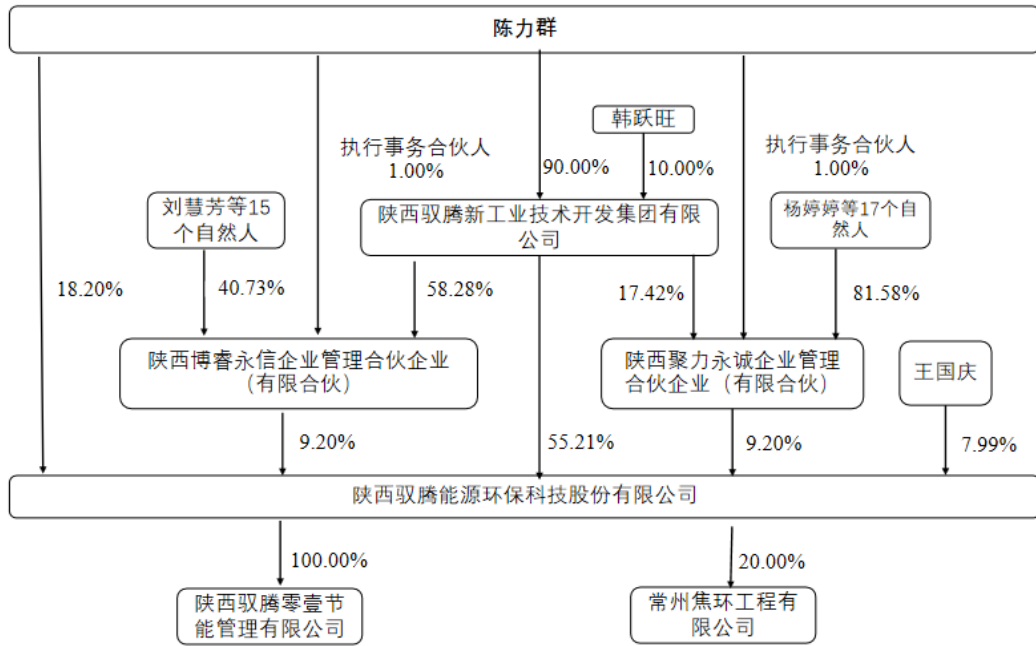 陈力群
韩跃旺
执行事务合伙人
1.00%
90.00%
10.00%
执行事务合伙人
1.00%
刘慧芳等15
个自然人
陕西驭腾新工业技术开发集团有限
公司
杨婷婷等17个自
然人
18.20%
40.73%
58.28%
17.42%
81.58%
陕西博睿永信企业管理合伙企业
（有限合伙）
陕西聚力永诚企业管理
合伙企业（有限合伙）
王国庆
9.20%
55.21%
9.20%
7.99%
陕西驭腾能源环保科技股份有限公司
100.00%
20.00%
陕西驭腾零壹节
能管理有限公司
常州焦环工程有
限公司